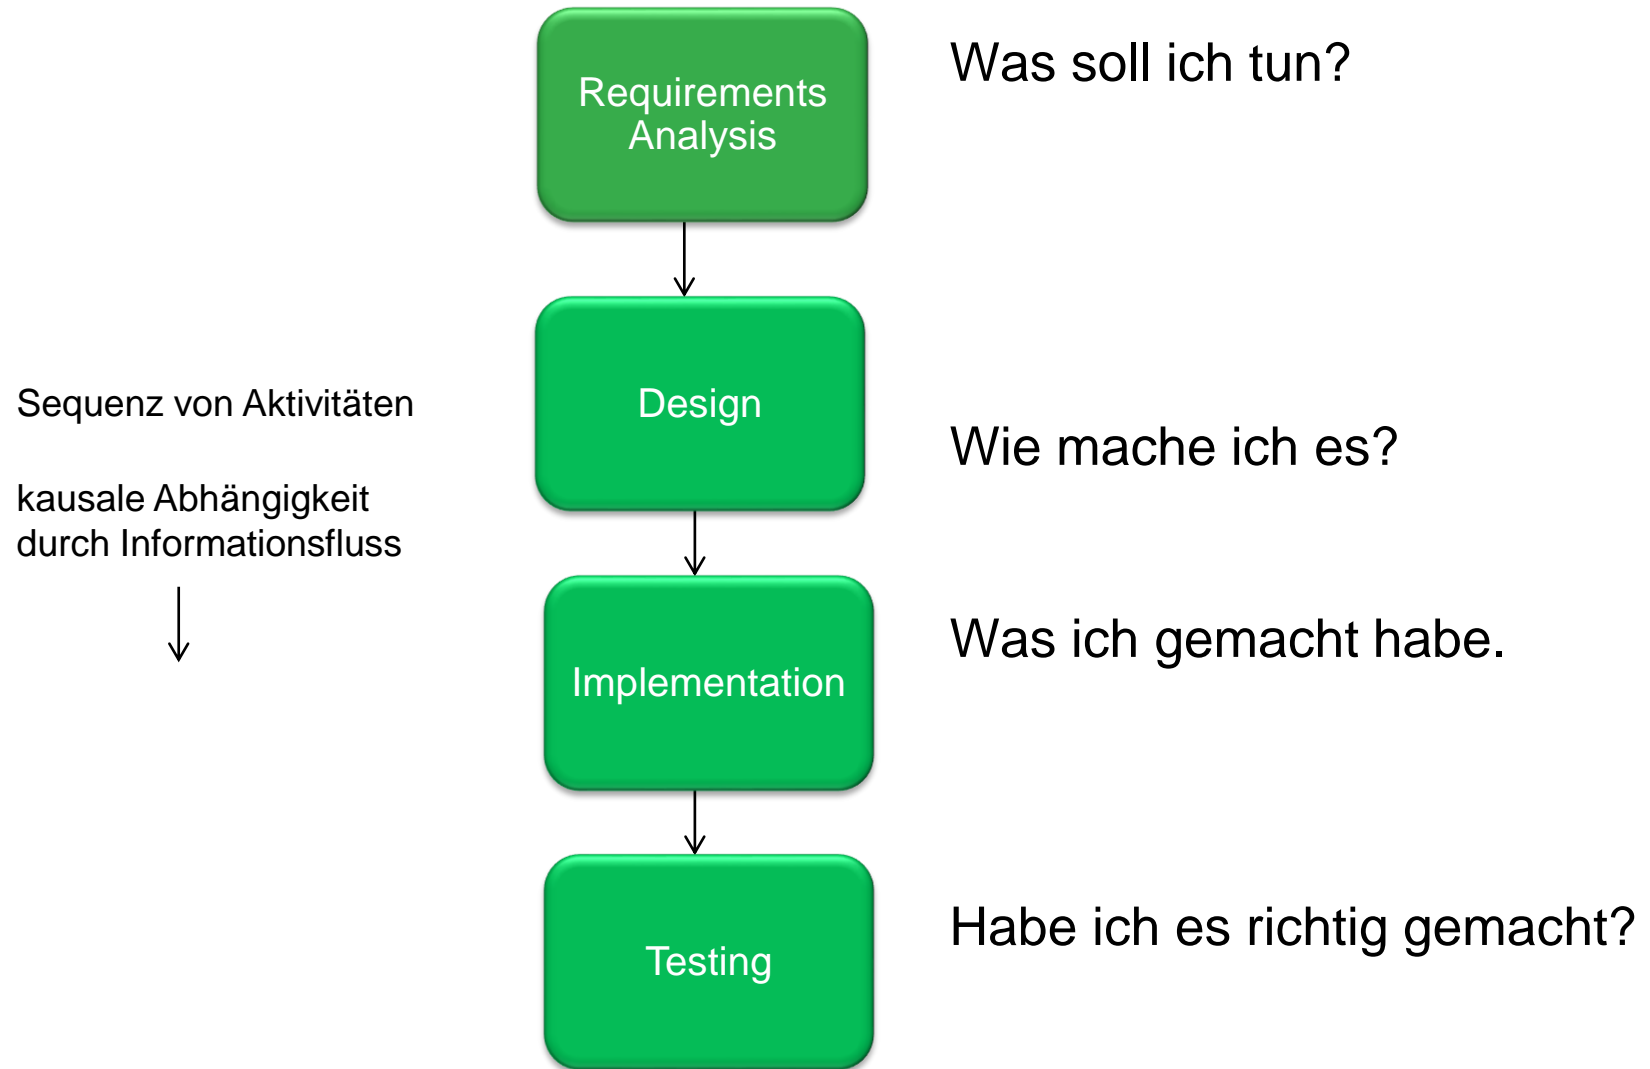 Requirements
Analysis
Was soll ich tun?
Sequenz von Aktivitäten
kausale Abhängigkeit
durch Informationsfluss
Design
Wie mache ich es?
Implementation
Was ich gemacht habe.
Testing
Habe ich es richtig gemacht?